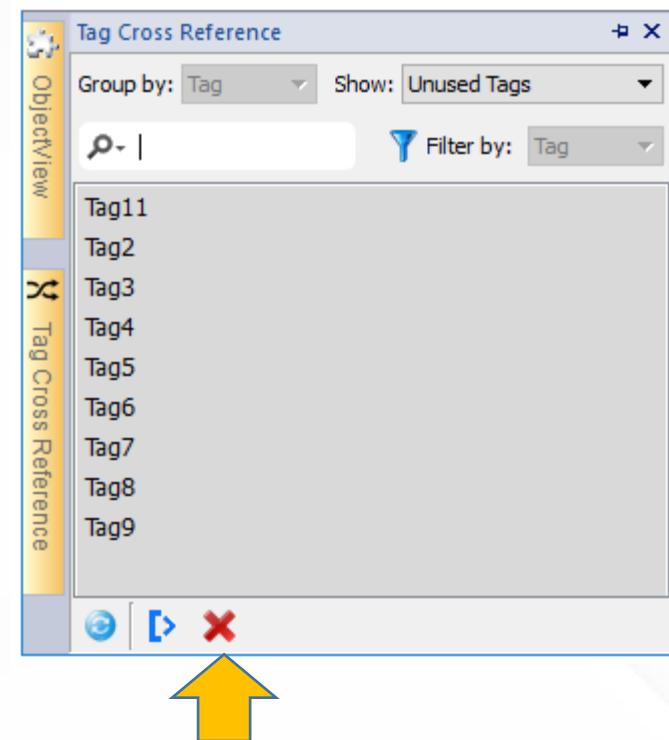 Tag Cross Reference
Group by: Tag Show: Unused Tags
Filter by: Tag
Tag11
Tag2
Tag3
Tag4
Tag5
Tag6
Tag7
Tag8
Tag9
ObjectView
Tag Cross Reference